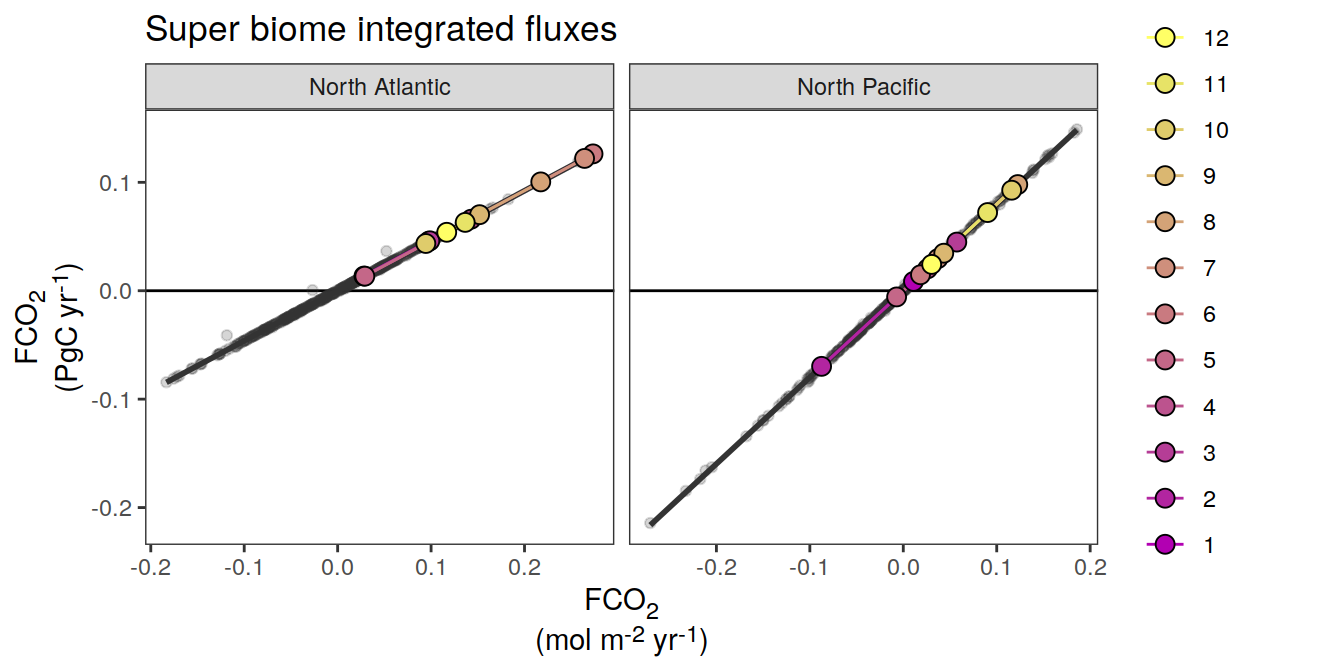 Super biome integrated fluxes
North Atlantic
North Pacific
FCO₂
(PgC yr⁻¹)
0.1
0.0
-0.1
-0.2
-0.2 -0.1 0.0 0.1 0.2
-0.2 -0.1 0.0 0.1 0.2
FCO₂
(mol m⁻² yr⁻¹)
12
11
10
9
8
7
6
5
4
3
2
1